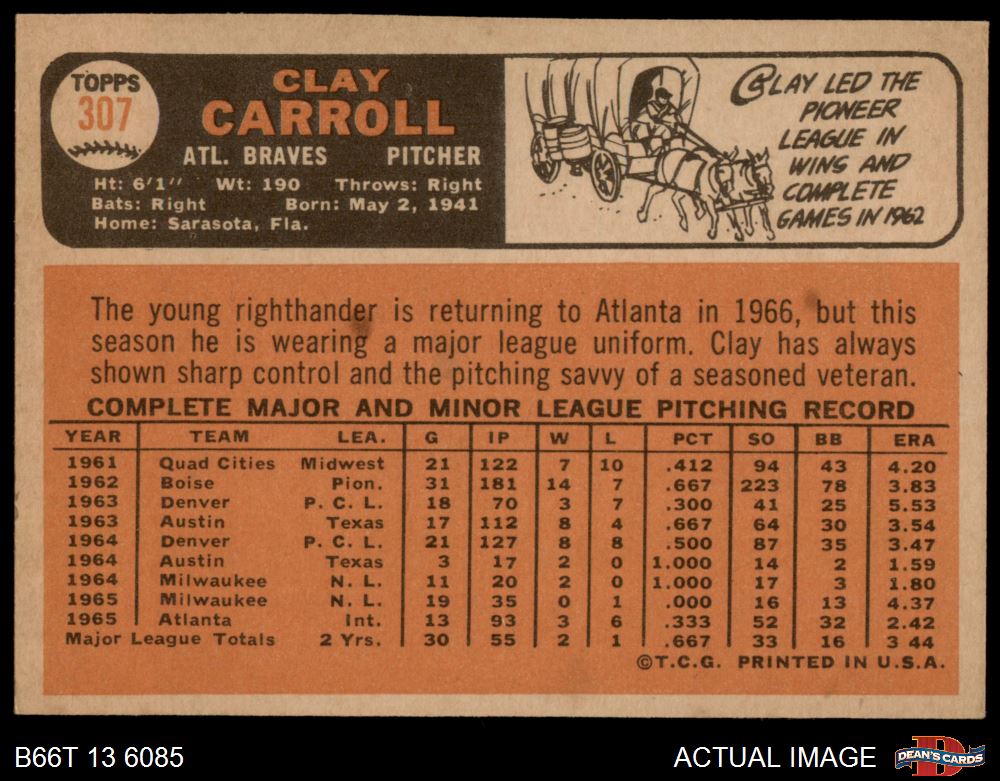 TOPPS
307
CLAY
CARROLL
ATL. BRAVES PITCHER
Ht: 6'1" Wt: 190 Throws: Right
Bats: Right Born: May 2, 1941
Home: Sarasota, Fla.
CLAY LED THE
PIONEER
LEAGUE IN
WINS AND
COMPLETE
GAMES IN 1962
The young righthander is returning to Atlanta in 1966, but this
season he is wearing a major league uniform. Clay has always
shown sharp control and the pitching savvy of a seasoned veteran.
COMPLETE MAJOR AND MINOR LEAGUE PITCHING RECORD
YEAR TEAM LEA. G IP W L PCT SO BB ERA
1961 Quad Cities Midwest 21 122 7 10 .412 94 43 4.20
1962 Boise Pion. 31 181 14 7 .667 223 78 3.83
1963 Denver P. C. L. 18 70 3 7 .300 41 25 5.53
1963 Austin Texas 17 112 8 4 .667 64 30 3.54
1964 Denver P. C. L. 21 127 8 8 .500 87 35 3.47
1964 Austin Texas 3 17 2 0 1.000 14 2 1.59
1964 Milwaukee N. L. 11 20 2 0 1.000 17 3 1.80
1965 Milwaukee N. L. 19 35 0 1 .000 16 13 4.37
1965 Atlanta Int. 13 93 3 6 .333 52 32 2.42
Major League Totals 2 Yrs. 30 55 2 1 .667 33 16 3 44
©T.C.G. PRINTED IN U.S.A.
B66T 13 6085
ACTUAL IMAGE
D
DEAN'S CARDS